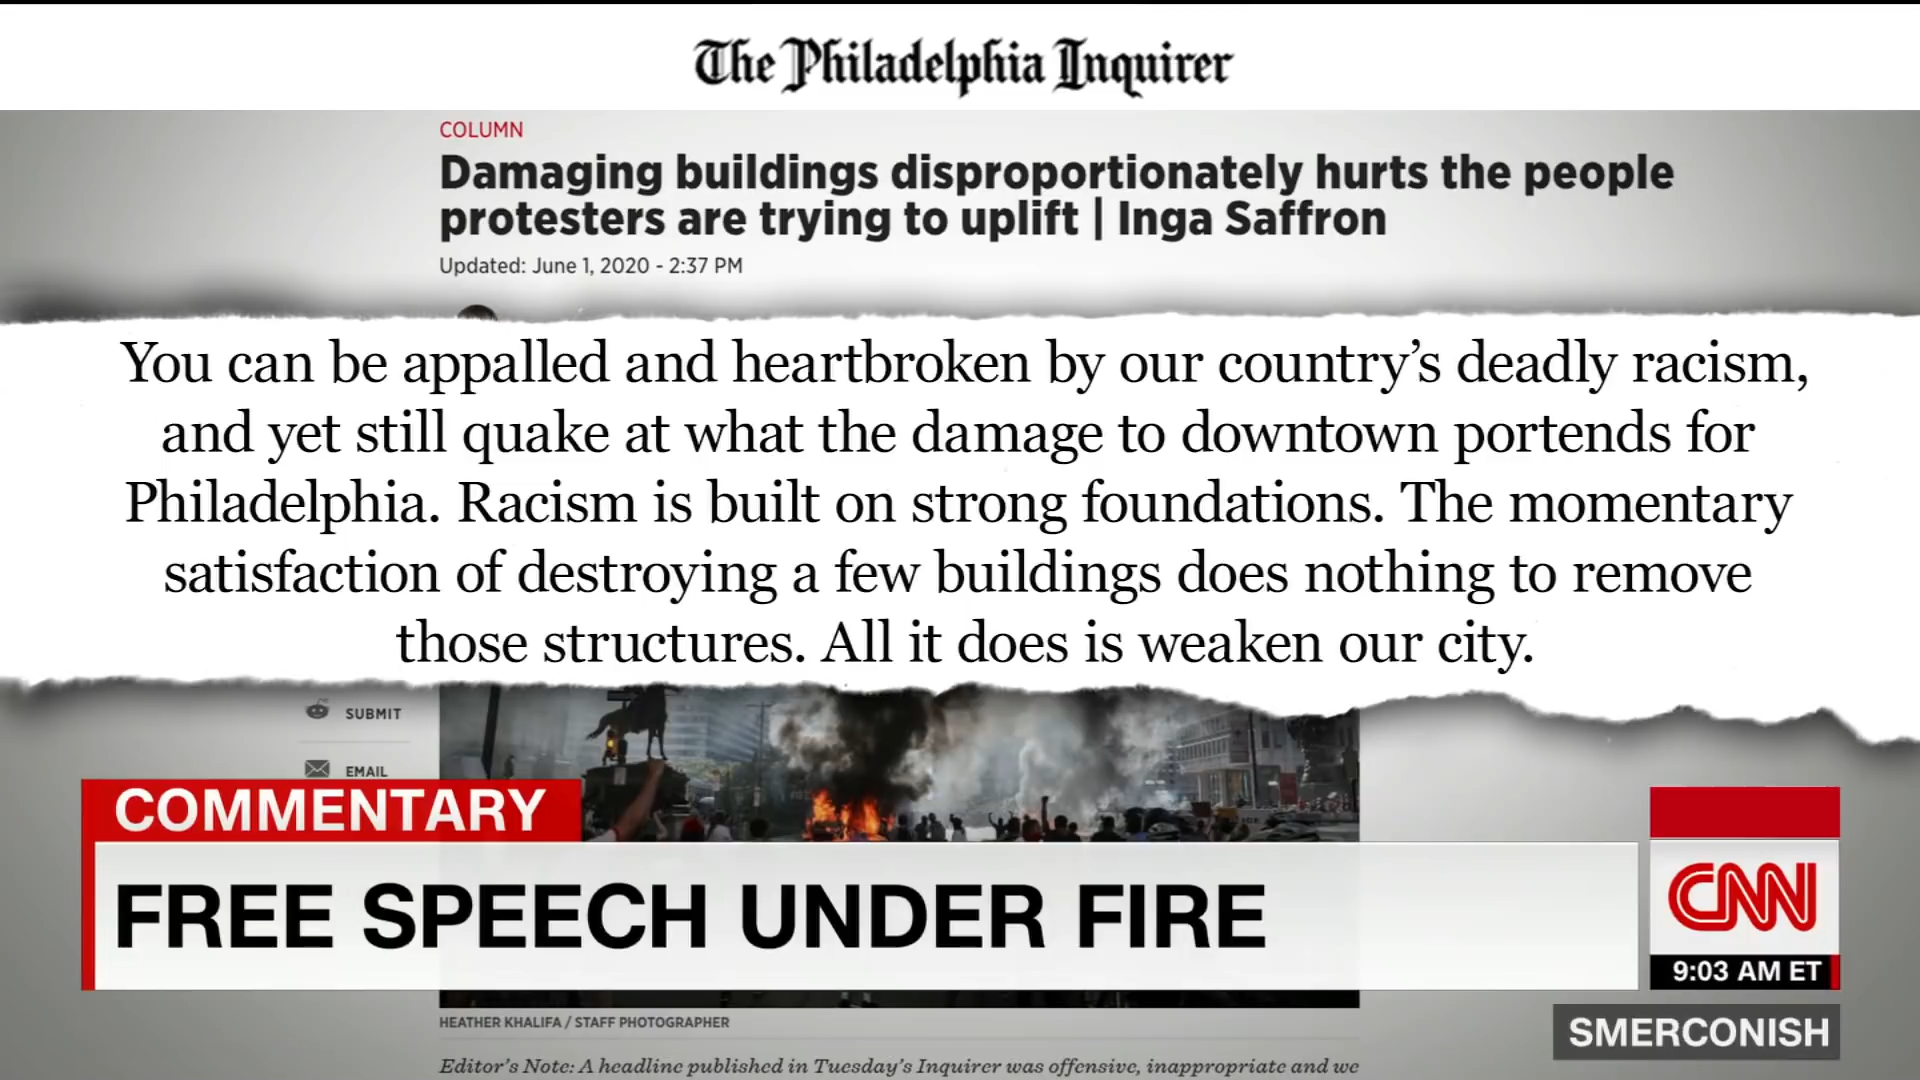 The Philadelphia Inquirer
COLUMN
Damaging buildings disproportionately hurts the people
protesters are trying to uplift | Inga Saffron
Updated: June 1, 2020 - 2:37 PM
You can be appalled and heartbroken by our country’s deadly racism,
and yet still quake at what the damage to downtown portends for
Philadelphia. Racism is built on strong foundations. The momentary
satisfaction of destroying a few buildings does nothing to remove
those structures. All it does is weaken our city.
SUBMIT
EMAIL
COMMENTARY
FREE SPEECH UNDER FIRE
CNN
9:03 AM ET
SMERCONISH
HEATHER KHALIFA / STAFF PHOTOGRAPHER
Editor’s Note: A headline published in Tuesday’s Inquirer was offensive, inappropriate and we